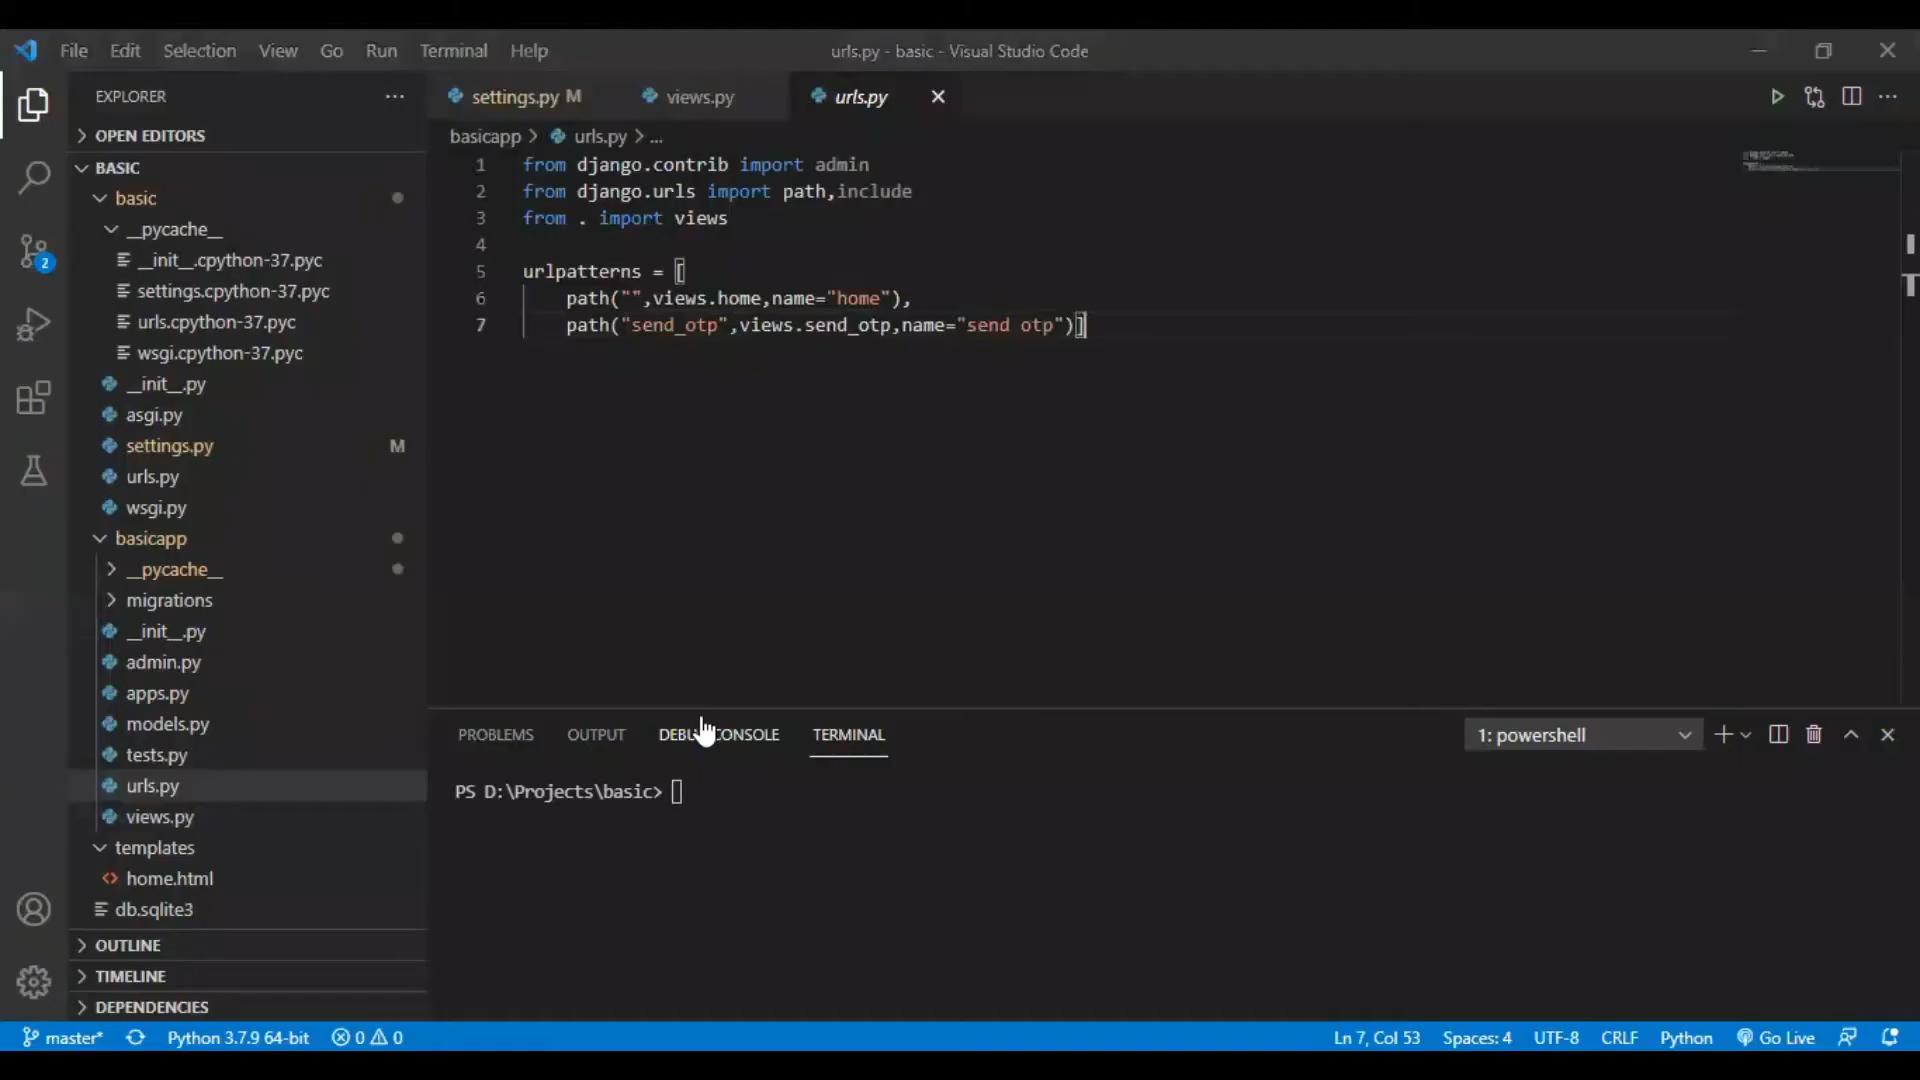 File Edit Selection View Go Run Terminal Help
urls.py - basic - Visual Studio Code
EXPLORER
settings.py M
views.py
urls.py
OPEN EDITORS
basicapp > urls.py > ...
BASIC
basic
__pycache__
__init__.cpython-37.pyc
settings.cpython-37.pyc
urls.cpython-37.pyc
wsgi.cpython-37.pyc
__init__.py
asgi.py
settings.py M
urls.py
wsgi.py
basicapp
__pycache__
migrations
__init__.py
admin.py
apps.py
models.py
tests.py
urls.py
views.py
templates
home.html
db.sqlite3
OUTLINE
TIMELINE
DEPENDENCIES
2
1 from django.contrib import admin
2 from django.urls import path,include
3 from . import views
4
5 urlpatterns = [
6 path("",views.home,name="home"),
7 path("send_otp",views.send_otp,name="send otp")]
PROBLEMS OUTPUT DEBUG CONSOLE TERMINAL
1: powershell
PS D:\Projects\basic>
master* Python 3.7.9 64-bit 0 0
Ln 7, Col 53 Spaces: 4 UTF-8 CRLF Python Go Live